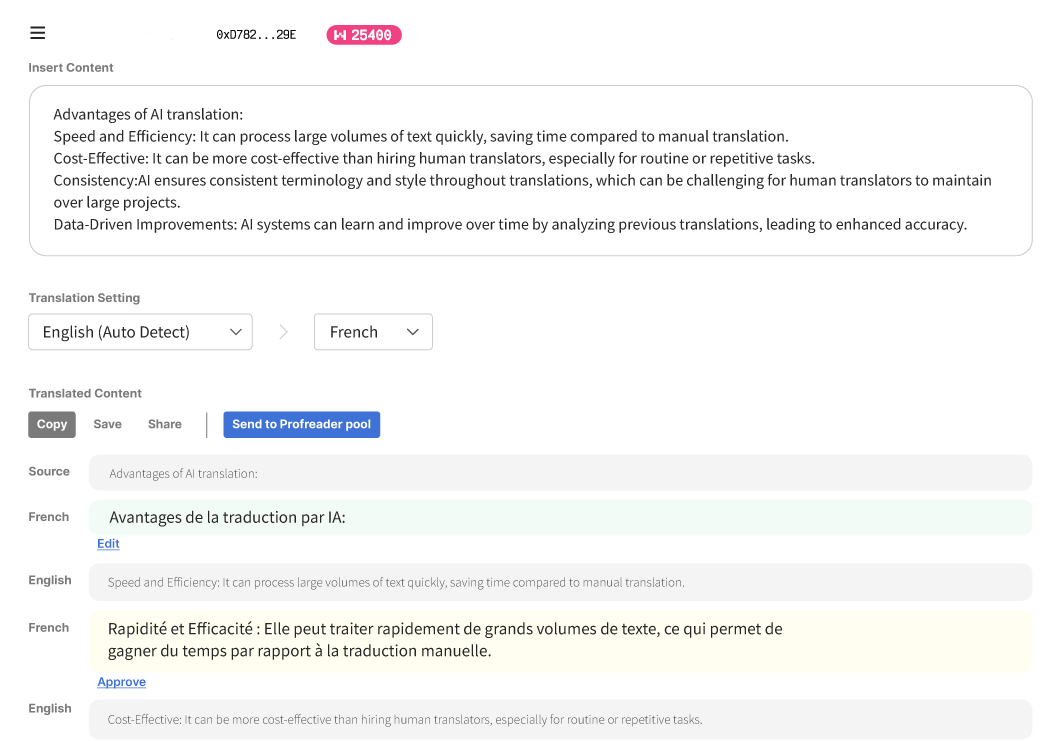 0xD782...29E
25400
Insert Content
Advantages of AI translation:
Speed and Efficiency: It can process large volumes of text quickly, saving time compared to manual translation.
Cost-Effective: It can be more cost-effective than hiring human translators, especially for routine or repetitive tasks.
Consistency:AI ensures consistent terminology and style throughout translations, which can be challenging for human translators to maintain
over large projects.
Data-Driven Improvements: AI systems can learn and improve over time by analyzing previous translations, leading to enhanced accuracy.
Translation Setting
English (Auto Detect)
French
Translated Content
Copy Save Share Send to Profreader pool
Source Advantages of AI translation:
French Avantages de la traduction par IA:
Edit
English Speed and Efficiency: It can process large volumes of text quickly, saving time compared to manual translation.
French Rapidité et Efficacité : Elle peut traiter rapidement de grands volumes de texte, ce qui permet de
gagner du temps par rapport à la traduction manuelle.
Approve
English Cost-Effective: It can be more cost-effective than hiring human translators, especially for routine or repetitive tasks.